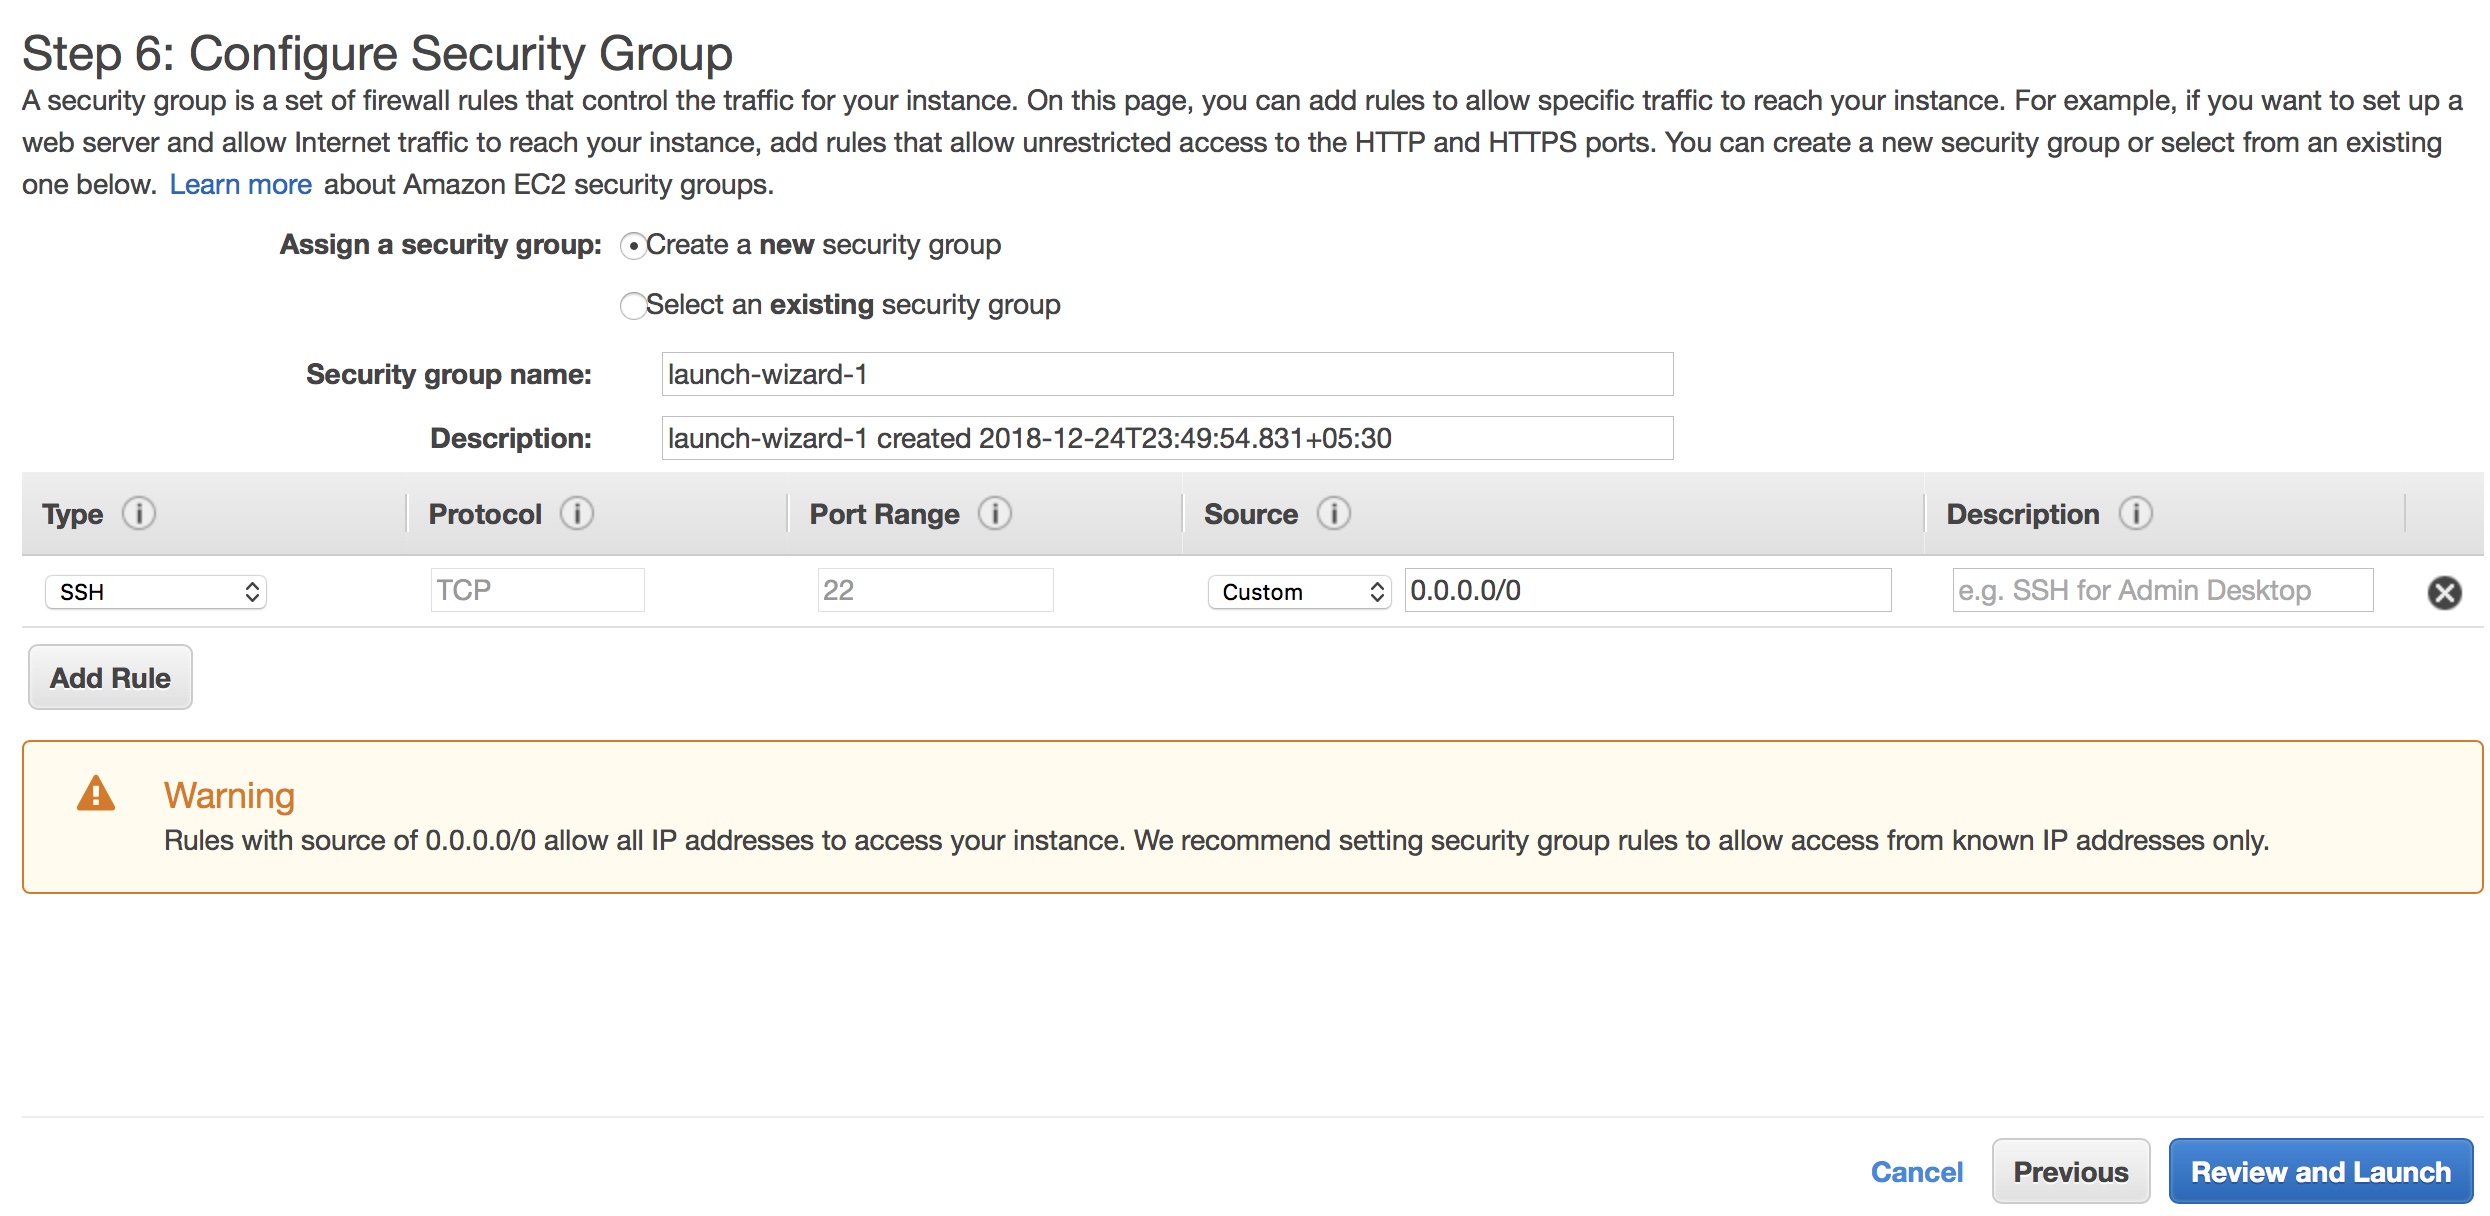 Step 6: Configure Security Group
A security group is a set of firewall rules that control the traffic for your instance. On this page, you can add rules to allow specific traffic to reach your instance. For example, if you want to set up a
web server and allow Internet traffic to reach your instance, add rules that allow unrestricted access to the HTTP and HTTPS ports. You can create a new security group or select from an existing
one below. Learn more about Amazon EC2 security groups.
Assign a security group: Create a new security group
Select an existing security group
Security group name: launch-wizard-1
Description: launch-wizard-1 created 2018-12-24T23:49:54.831+05:30
Type i Protocol i Port Range i Source i Description i
SSH TCP 22 Custom 0.0.0.0/0 e.g. SSH for Admin Desktop
Add Rule
Warning
Rules with source of 0.0.0.0/0 allow all IP addresses to access your instance. We recommend setting security group rules to allow access from known IP addresses only.
Cancel Previous Review and Launch